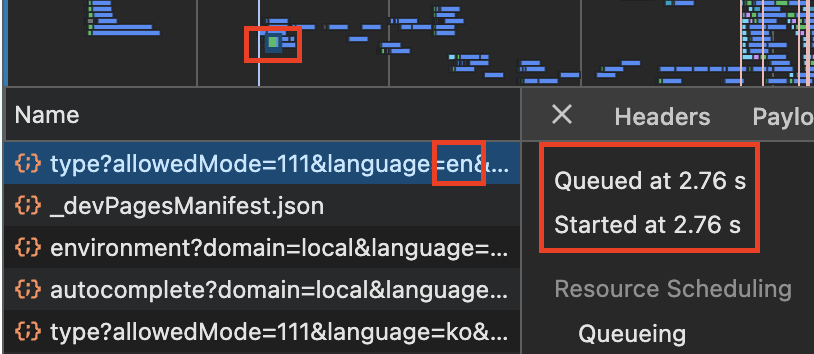 Name
Headers Paylo
type?allowedMode=111&language=en&...
Queued at 2.76 s
_devPagesManifest.json
Started at 2.76 s
environment?domain=local&language=...
autocomplete?domain=local&language...
Resource Scheduling
type?allowedMode=111&language=ko&...
Queueing